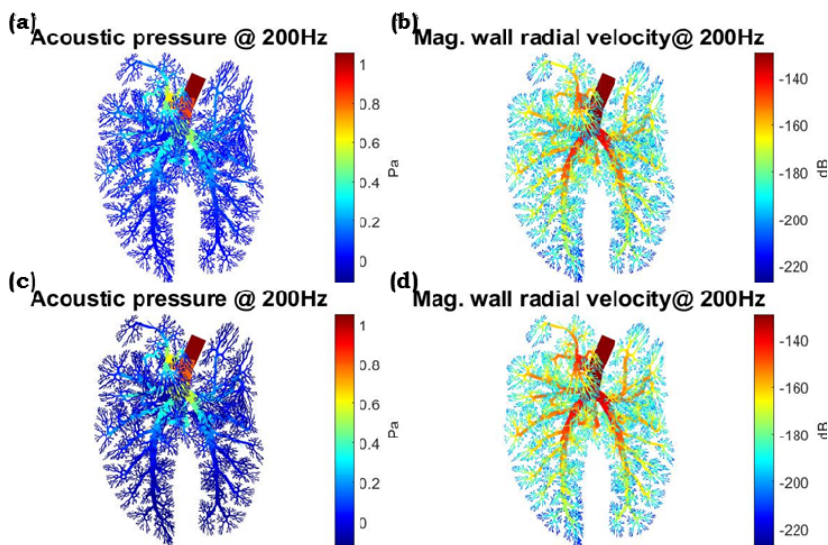 (a)
Acoustic pressure @ 200Hz
1
0.8
0.6
0.4
0.2
0
Pa
(b)
Mag. wall radial velocity@ 200Hz
-140
-160
-180
-200
-220
dB
(c)
Acoustic pressure @ 200Hz
1
0.8
0.6
0.4
0.2
0
Pa
(d)
Mag. wall radial velocity@ 200Hz
-140
-160
-180
-200
-220
dB